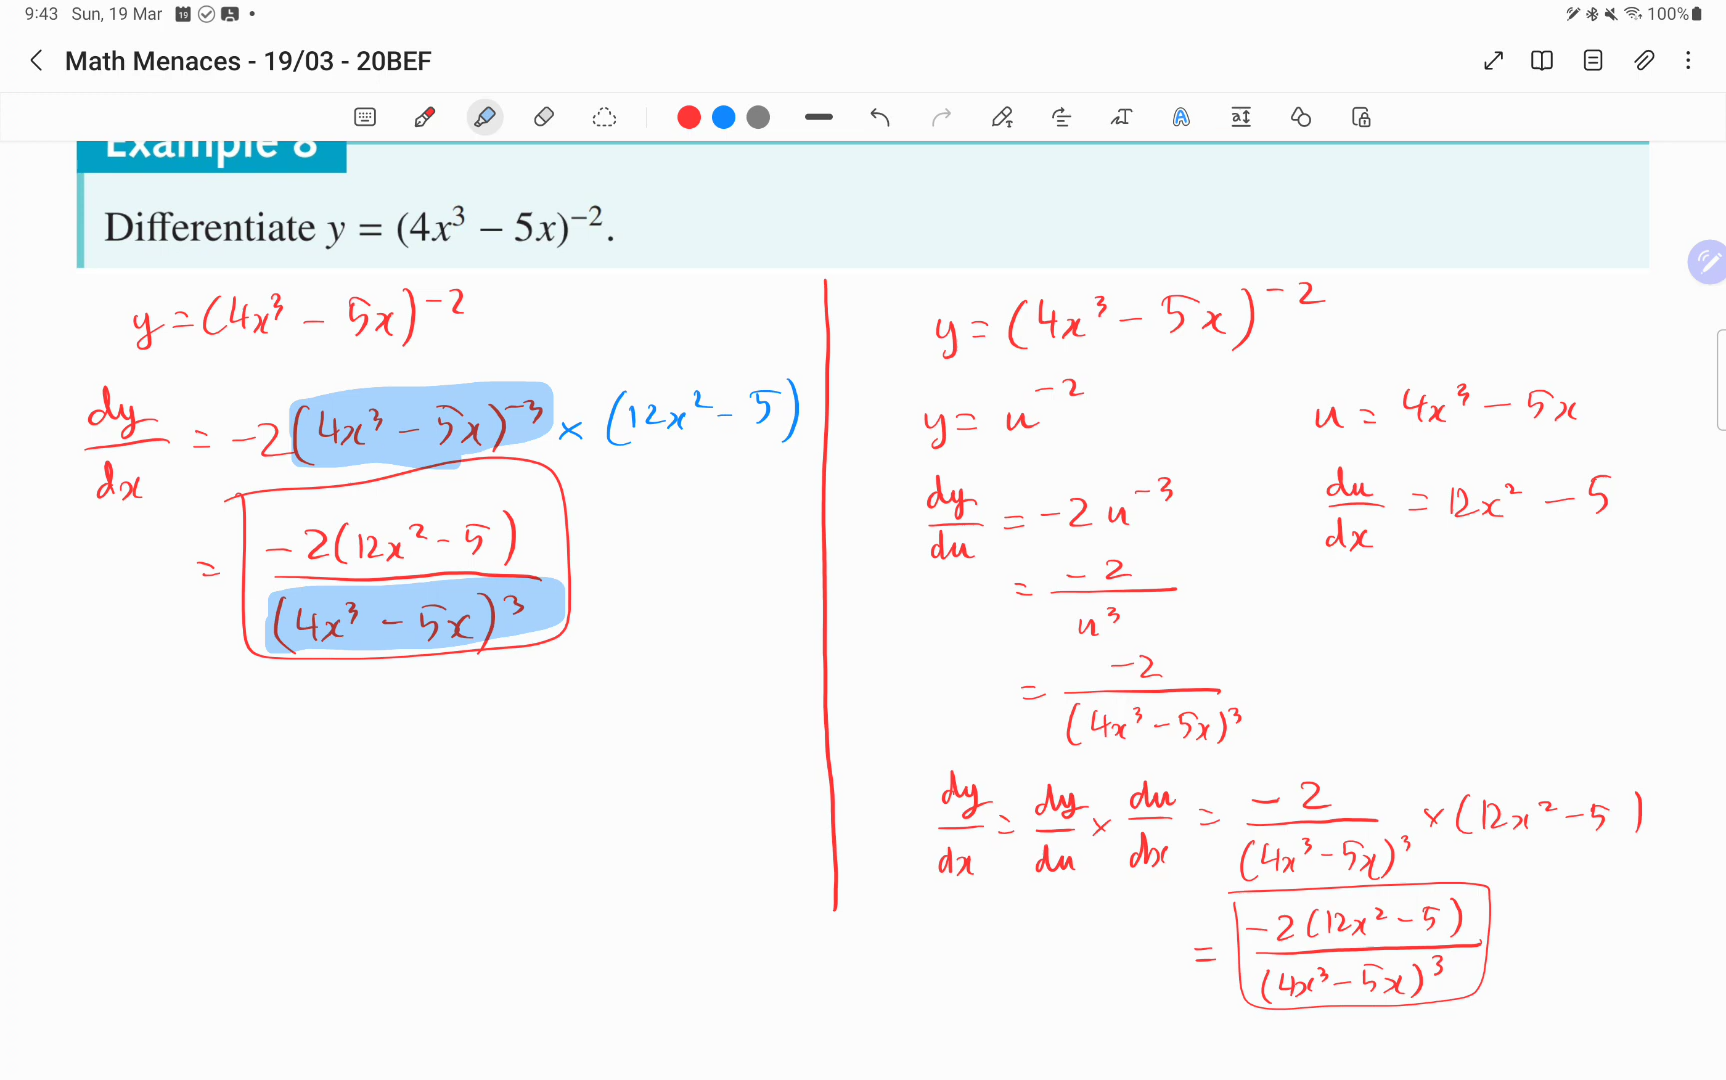 9:43 Sun, 19 Mar 19
100%
Math Menaces - 19/03 - 20BEF
Example 8
Differentiate y = (4x³ − 5x)⁻².
y = (4x³ − 5x)⁻²
dy/dx = −2(4x³ − 5x)⁻³ × (12x² − 5)
= −2(12x² − 5)/(4x³ − 5x)³
y = (4x³ − 5x)⁻²
y = u⁻² u = 4x³ − 5x
dy/du = −2u⁻³ du/dx = 12x² − 5
= −2/u³
= −2/(4x³ − 5x)³
dy/dx = dy/du × du/dx = −2/(4x³ − 5x)³ × (12x² − 5)
= −2(12x² − 5)/(4x³ − 5x)³